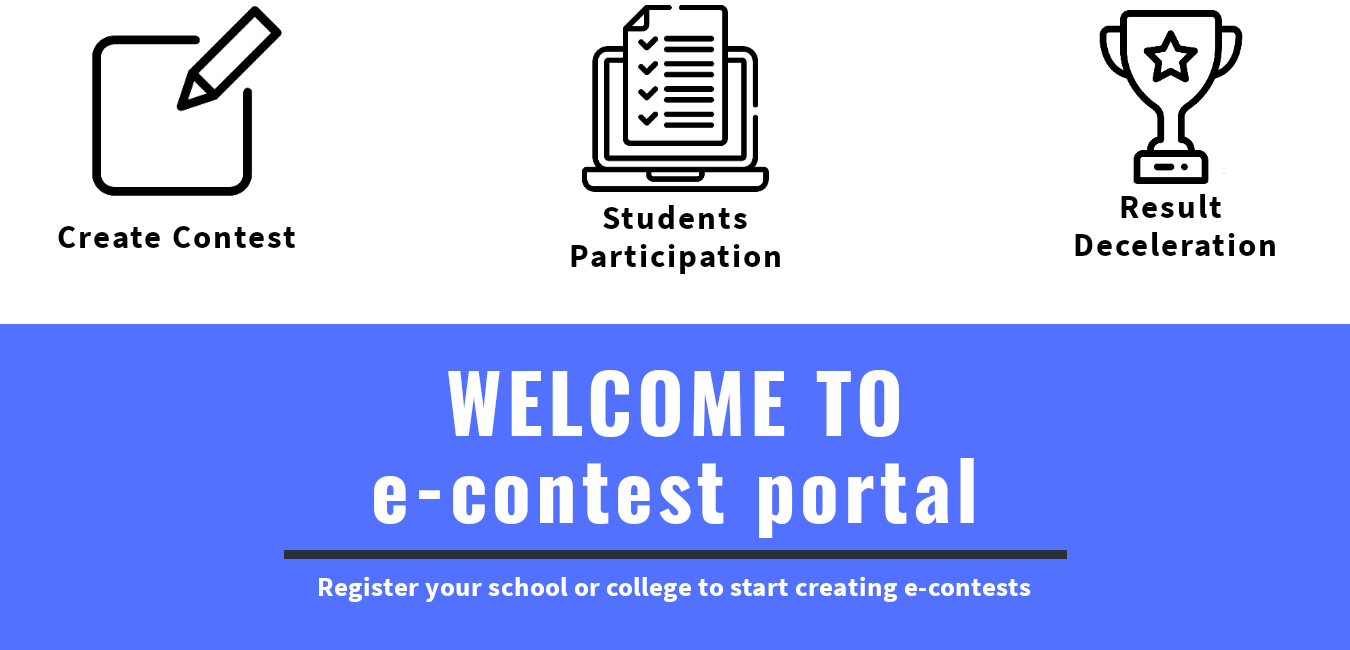 Create Contest
Students
Participation
Result
Deceleration
WELCOME TO
e-contest portal
Register your school or college to start creating e-contests